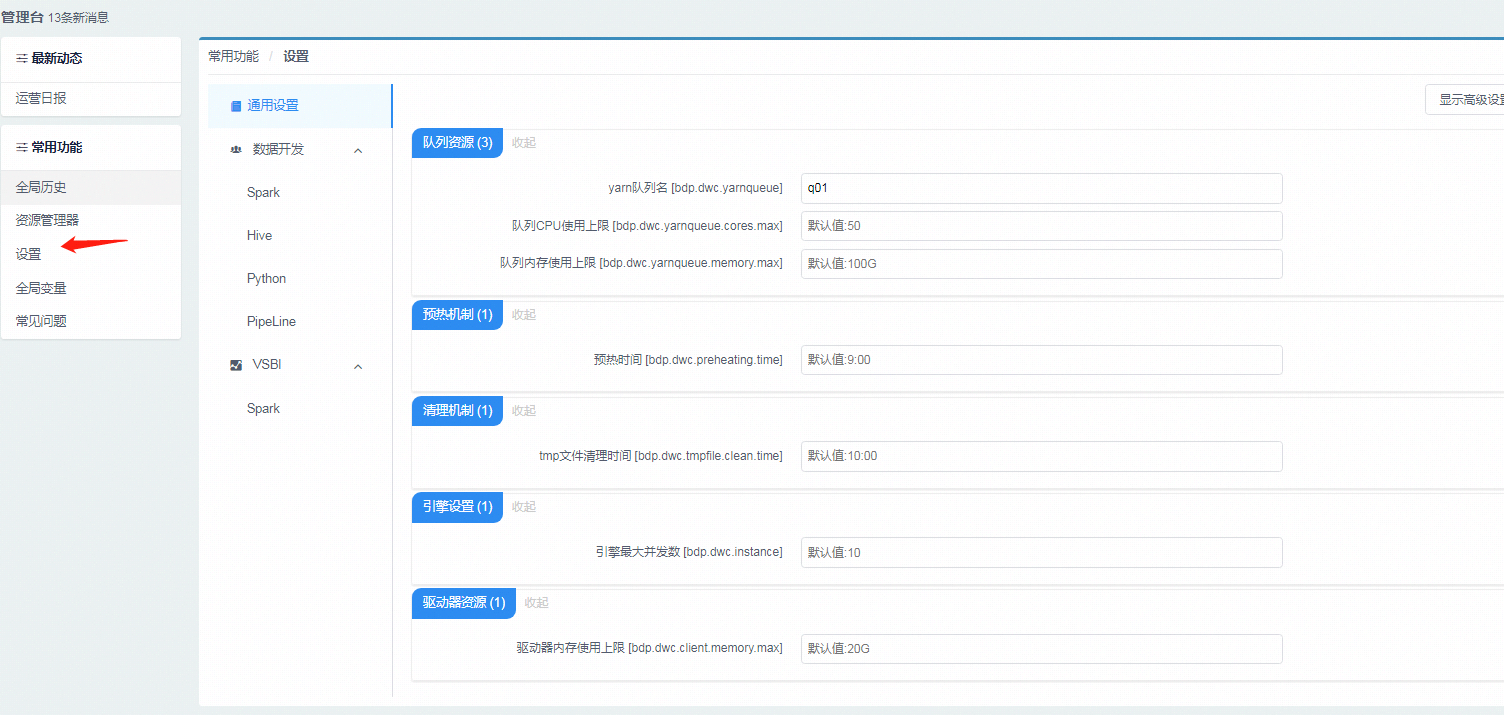 管理台 13条新消息
最新动态
运营日报
常用功能
全局历史
资源管理器
设置
全局变量
常见问题
常用功能 / 设置
通用设置
数据开发
Spark
Hive
Python
PipeLine
VSBI
Spark
显示高级设置
队列资源 (3) 收起
yarn队列名 [bdp.dwc.yarnqueue] q01
队列CPU使用上限 [bdp.dwc.yarnqueue.cores.max] 默认值:50
队列内存使用上限 [bdp.dwc.yarnqueue.memory.max] 默认值:100G
预热机制 (1) 收起
预热时间 [bdp.dwc.preheating.time] 默认值:9:00
清理机制 (1) 收起
tmp文件清理时间 [bdp.dwc.tmpfile.clean.time] 默认值:10:00
引擎设置 (1) 收起
引擎最大并发数 [bdp.dwc.instance] 默认值:10
驱动器资源 (1) 收起
驱动器内存使用上限 [bdp.dwc.client.memory.max] 默认值:20G